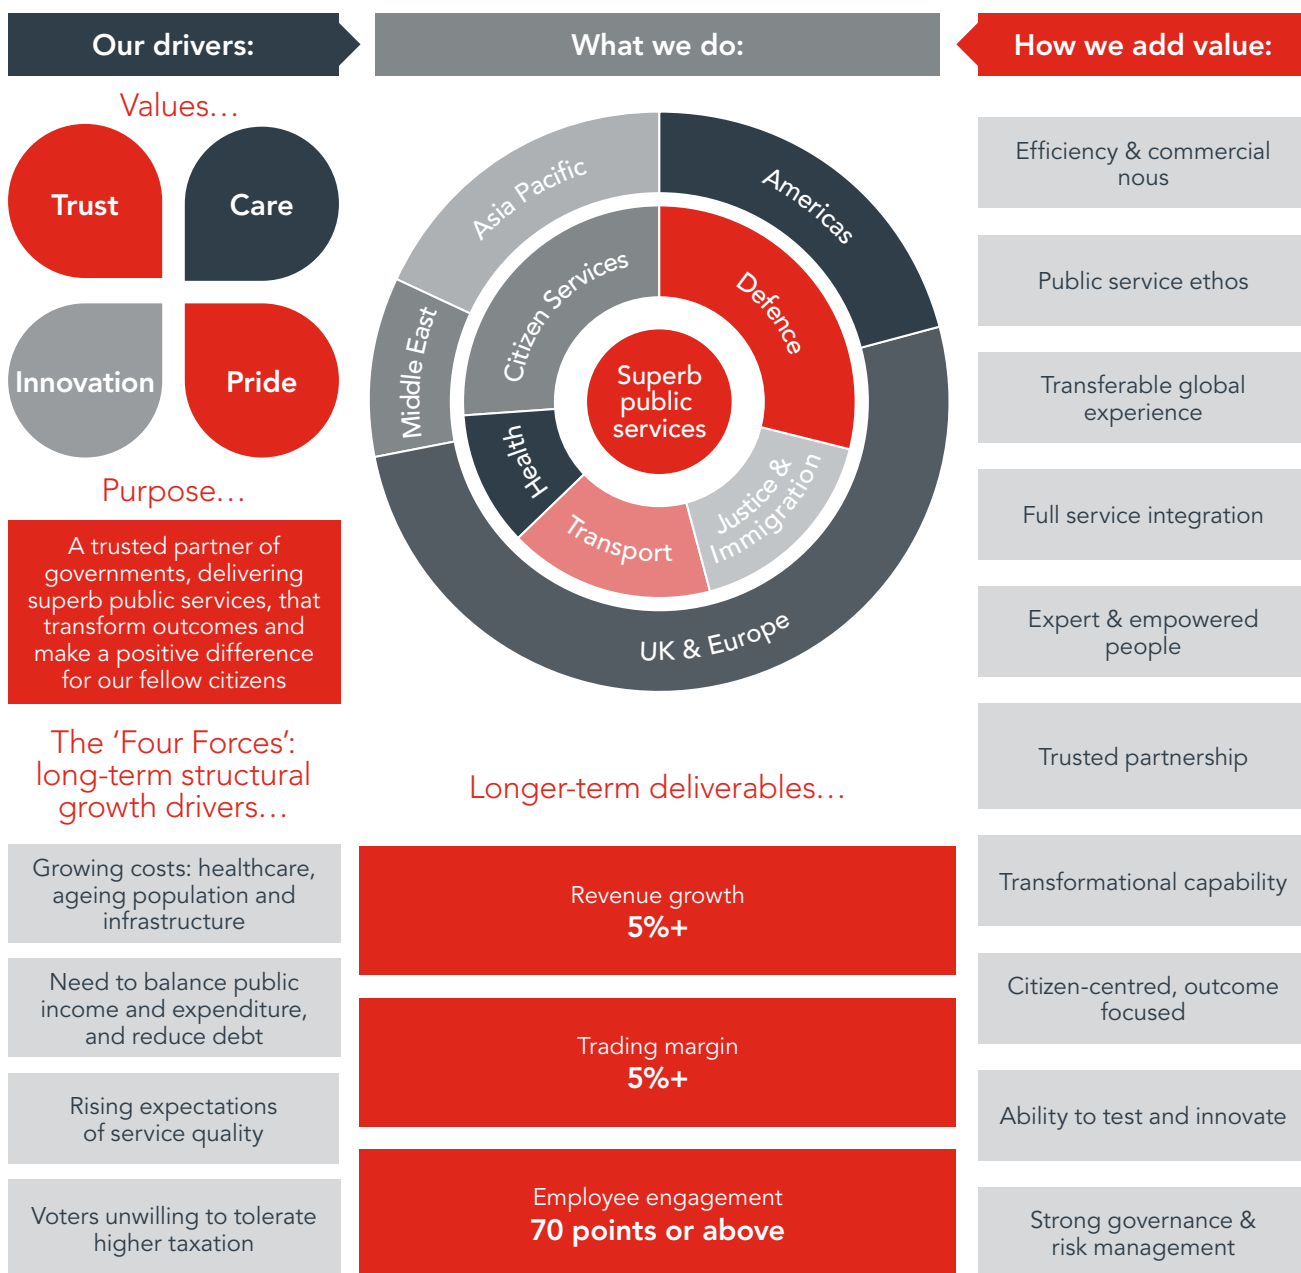 Our drivers:
Values...
Trust
Care
Innovation
Pride
Purpose...
A trusted partner of
governments, delivering
superb public services, that
transform outcomes and
make a positive difference
for our fellow citizens
The ‘Four Forces’:
long-term structural
growth drivers...
Growing costs: healthcare,
ageing population and
infrastructure
Need to balance public
income and expenditure,
and reduce debt
Rising expectations
of service quality
Voters unwilling to tolerate
higher taxation
What we do:
Asia Pacific
Americas
Middle East
UK & Europe
Citizen Services
Defence
Health
Transport
Justice &
Immigration
Superb
public
services
Longer-term deliverables...
Revenue growth
5%+
Trading margin
5%+
Employee engagement
70 points or above
How we add value:
Efficiency & commercial
nous
Public service ethos
Transferable global
experience
Full service integration
Expert & empowered
people
Trusted partnership
Transformational capability
Citizen-centred, outcome
focused
Ability to test and innovate
Strong governance &
risk management